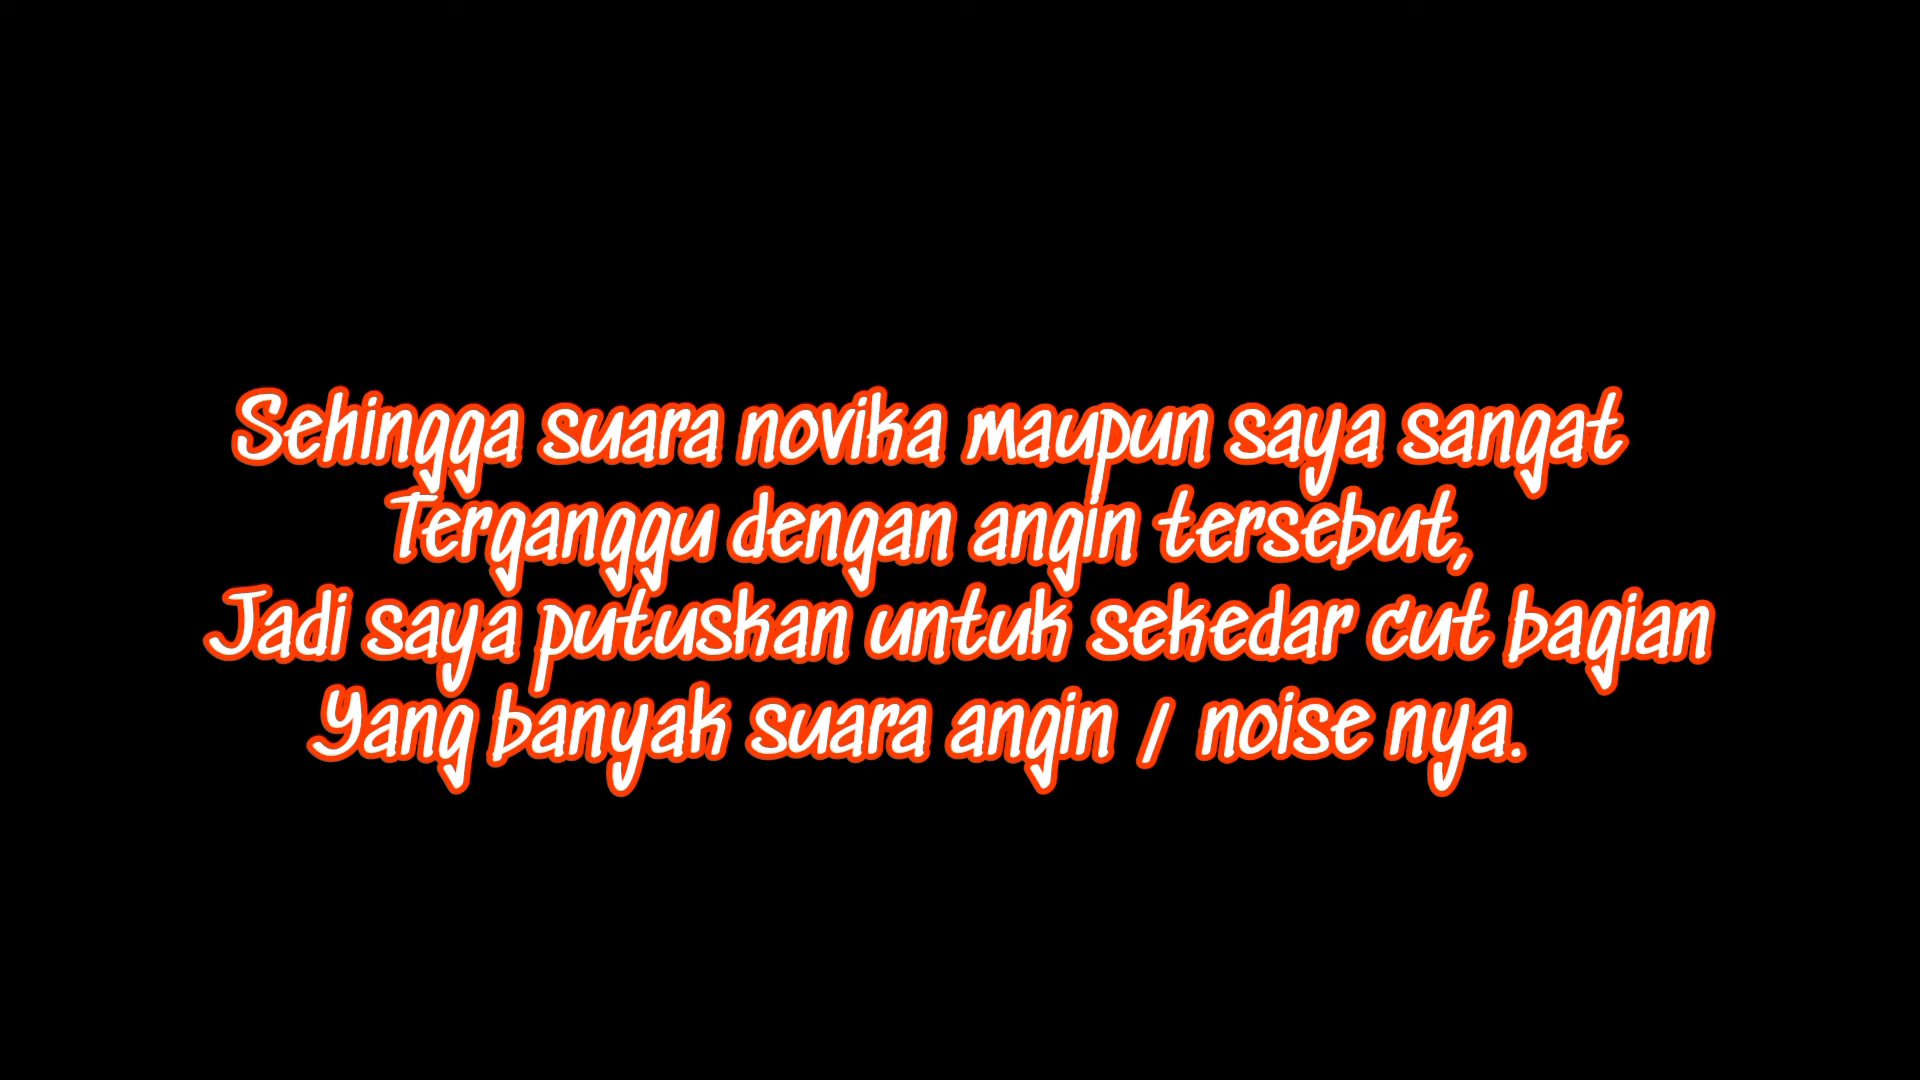 Sehingga suara novika maupun saya sangat
Terganggu dengan angin tersebut,
Jadi saya putuskan untuk sekedar cut bagian
Yang banyak suara angin / noise nya.